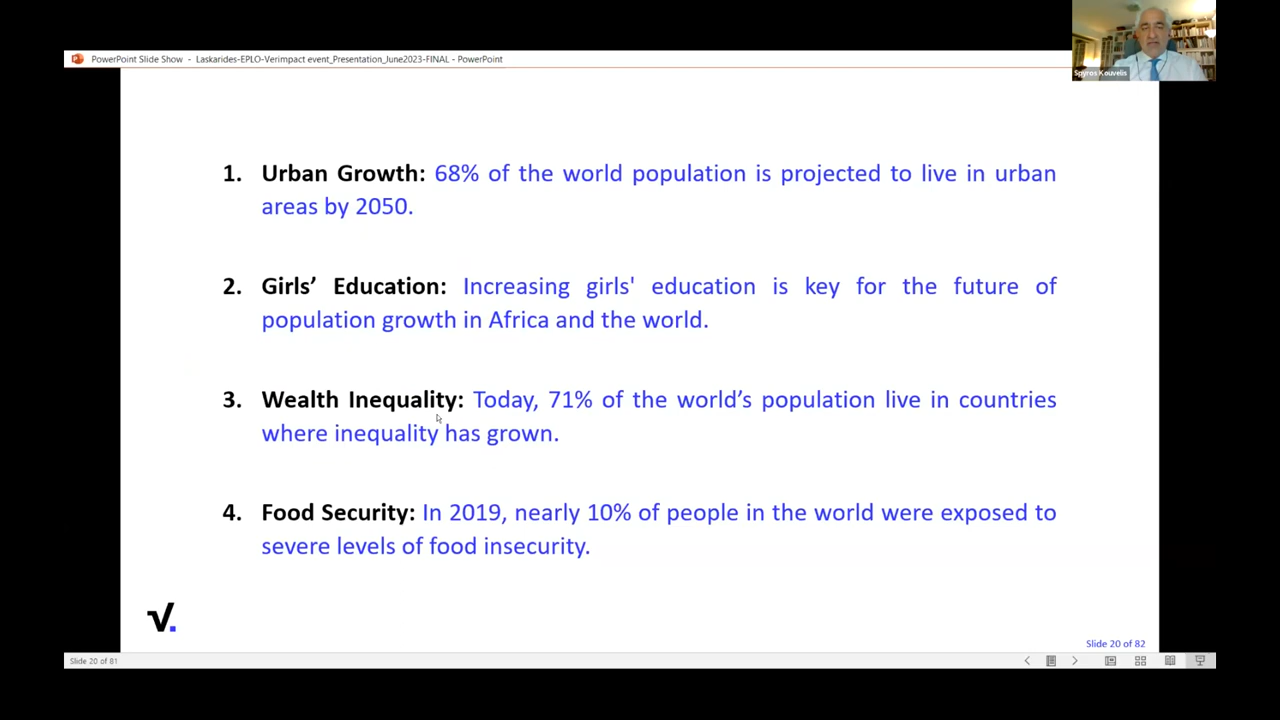 PowerPoint Slide Show - Laskarides-EPLO-Verimpact event_Presentation_June2023-FINAL - PowerPoint
Spyros Kouvelis
1. Urban Growth: 68% of the world population is projected to live in urban
areas by 2050.
2. Girls’ Education: Increasing girls' education is key for the future of
population growth in Africa and the world.
3. Wealth Inequality: Today, 71% of the world’s population live in countries
where inequality has grown.
4. Food Security: In 2019, nearly 10% of people in the world were exposed to
severe levels of food insecurity.
V.
Slide 20 of 82
Slide 20 of 81